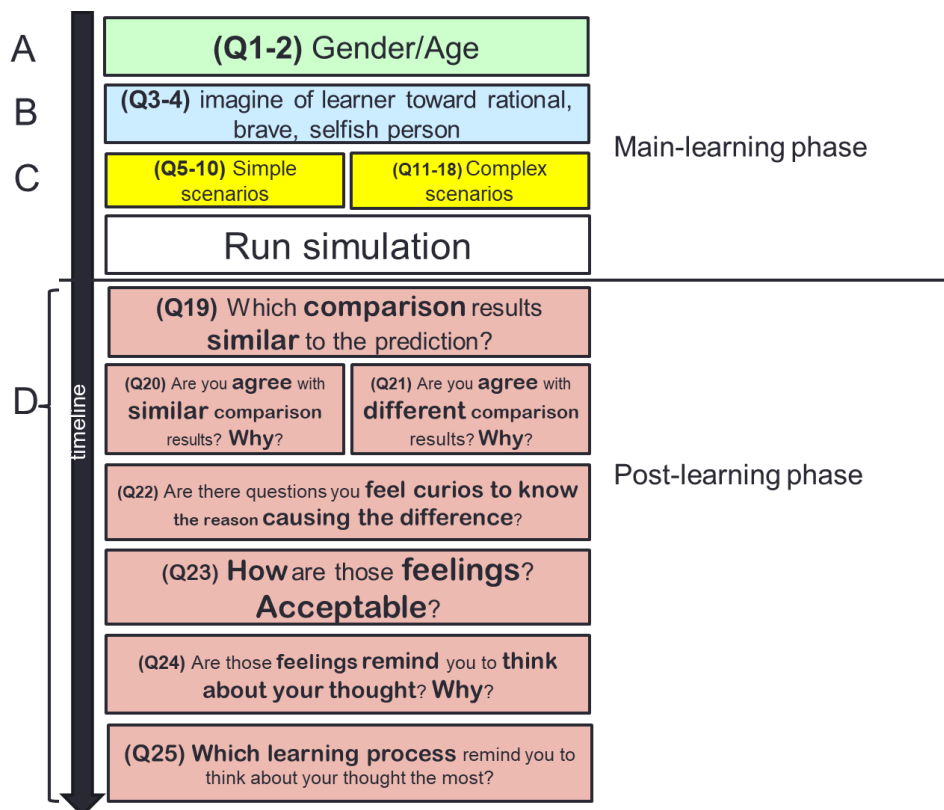 A
(Q1-2) Gender/Age
B
(Q3-4) imagine of learner toward rational,
brave, selfish person
Main-learning phase
C
(Q5-10) Simple
scenarios
(Q11-18) Complex
scenarios
Run simulation
(Q19) Which comparison results
similar to the prediction?
D
timeline
(Q20) Are you agree with
similar comparison
results? Why?
(Q21) Are you agree with
different comparison
results? Why?
Post-learning phase
(Q22) Are there questions you feel curios to know
the reason causing the difference?
(Q23) How are those feelings?
Acceptable?
(Q24) Are those feelings remind you to think
about your thought? Why?
(Q25) Which learning process remind you to
think about your thought the most?